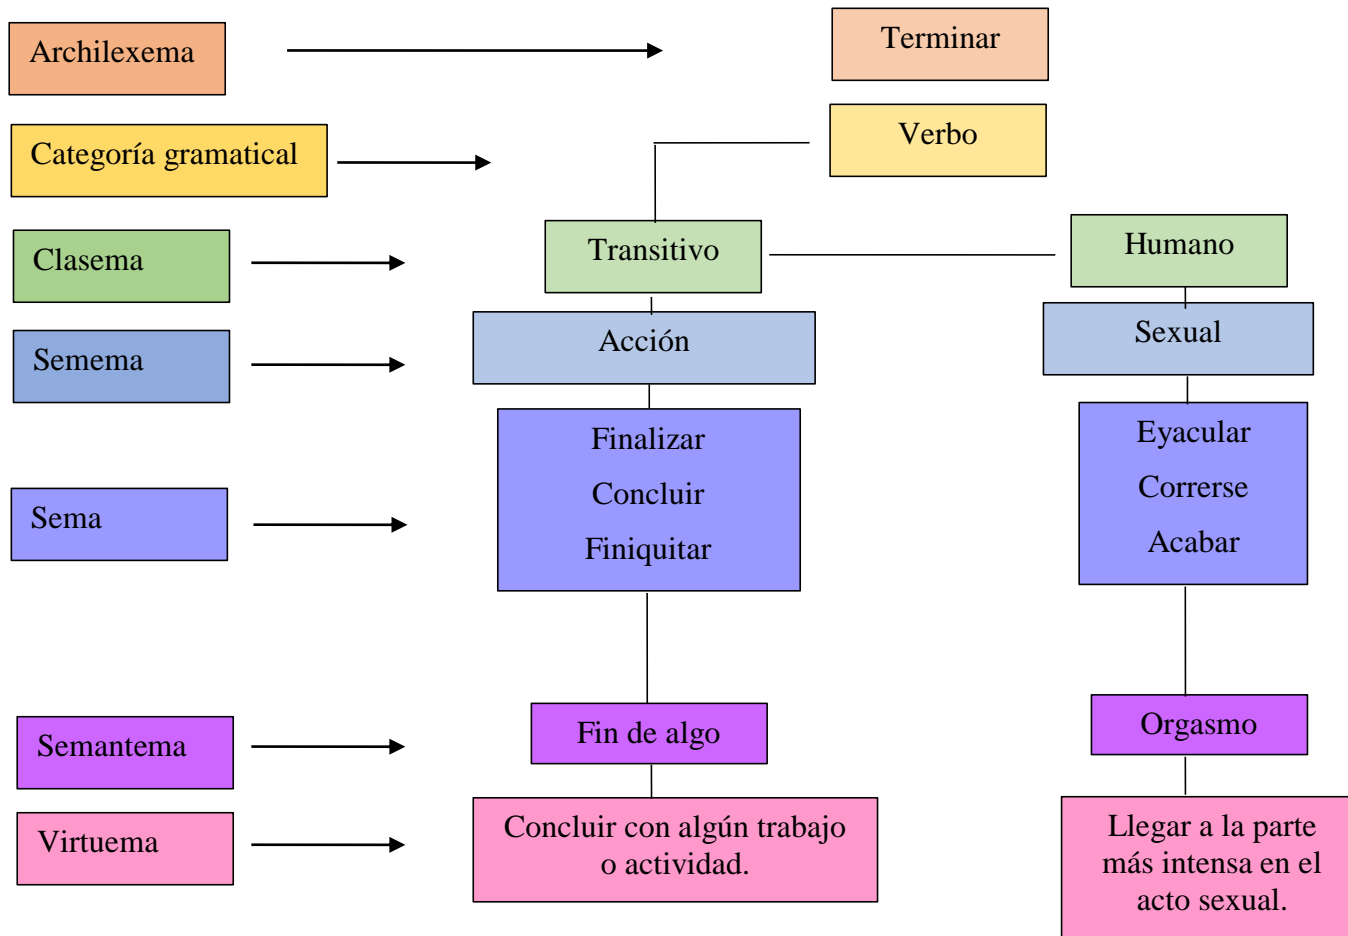 Archilexema
Terminar
Categoría gramatical
Verbo
Clasema
Transitivo
Humano
Semema
Acción
Sexual
Sema
Finalizar
Concluir
Finiquitar
Eyacular
Correrse
Acabar
Semantema
Fin de algo
Orgasmo
Virtuema
Concluir con algún trabajo
o actividad.
Llegar a la parte
más intensa en el
acto sexual.